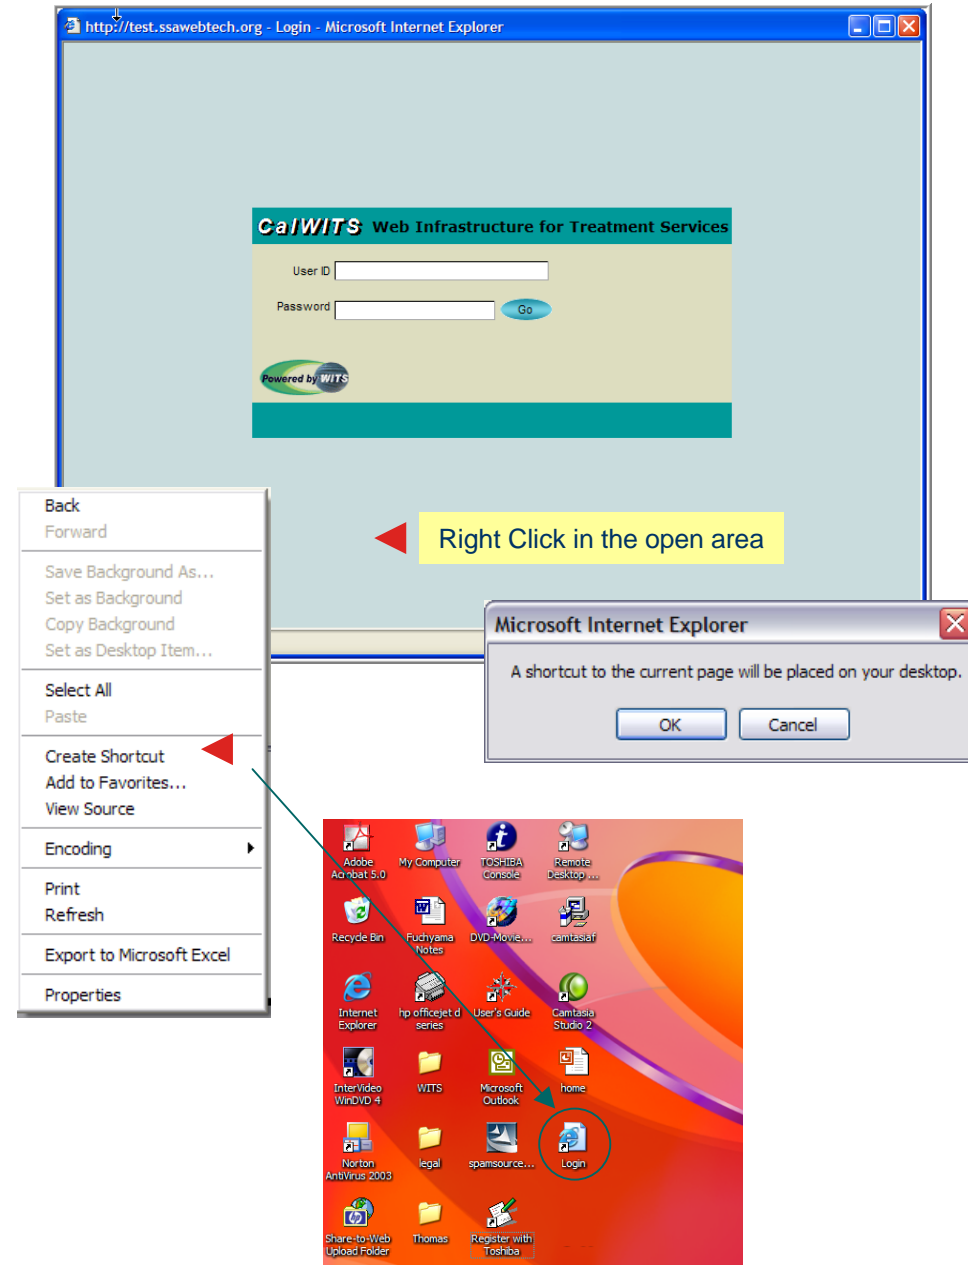 http://test.ssawebtech.org - Login - Microsoft Internet Explorer
CalWITS Web Infrastructure for Treatment Services
User ID
Password
Go
Powered by WITS
Right Click in the open area
Back
Forward
Save Background As...
Set as Background
Copy Background
Set as Desktop Item...
Select All
Paste
Create Shortcut
Add to Favorites...
View Source
Encoding
Print
Refresh
Export to Microsoft Excel
Properties
Microsoft Internet Explorer
A shortcut to the current page will be placed on your desktop.
OK Cancel
Adobe
Acrobat 5.0
My Computer
TOSHIBA
Console
Remote
Desktop ...
Recycle Bin
Fuchyama
Notes
DVD-Movie...
camtasiaf
Internet
Explorer
hp officejet d
series
User's Guide
Camtasia
Studio 2
InterVideo
WinDVD 4
WITS
Microsoft
Outlook
home
Norton
AntiVirus 2003
legal
spamsource...
Login
Share-to-Web
Upload Folder
Thomas
Register with
Toshiba